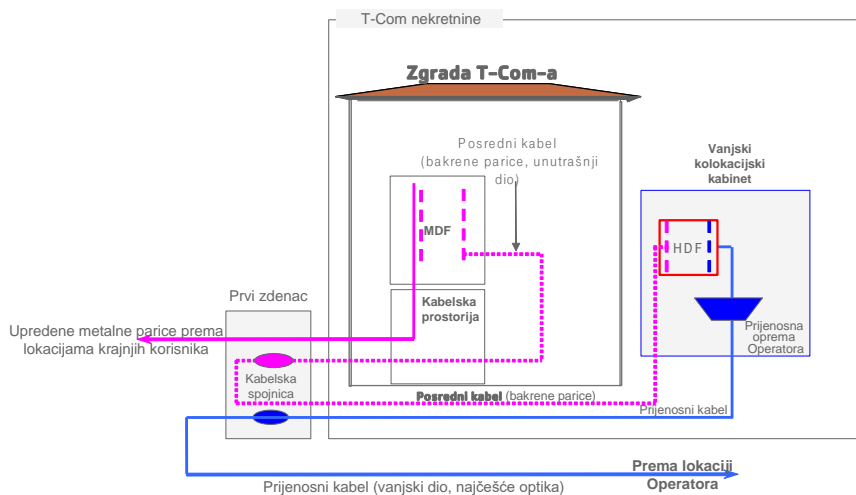 T-Com nekretnine
Zgrada T-Com-a
Posredni kabel
(bakrene parice, unutrašnji
dio)
Vanjski
kolokacijski
kabinet
MDF
HDF
Prvi zdenac
Kabelska
prostorija
Upredene metalne parice prema
lokacijama krajnjih korisnika
Prijenosna
oprema
Operatora
Kabelska
spojnica
Posredni kabel (bakrene parice)
Prijenosni kabel
Prema lokaciji
Operatora
Prijenosni kabel (vanjski dio, najčešće optika)